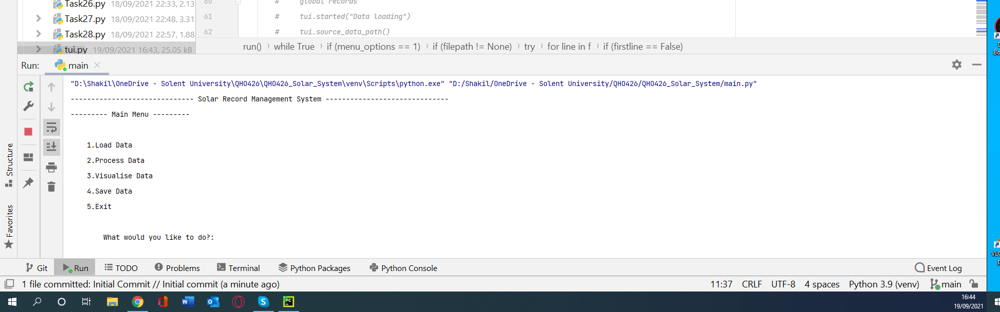 Task26.py 18/09/2021 22:33, 2.13
Task27.py 18/09/2021 22:48, 3.31
Task28.py 18/09/2021 22:57, 1.88
tui.py 19/09/2021 16:43, 25.05 kB
60 # global records
61 # tui.started("Data loading")
62 # tui.source_data_path()
run() › while True › if (menu_options == 1) › if (filepath != None) › try › for line in f › if (firstline == False)
Run: main
"D:\Shakil\OneDrive - Solent University\QHO426\QHO426_Solar_System\venv\Scripts\python.exe" "D:/Shakil/OneDrive - Solent University/QHO426/QHO426_Solar_System/main.py"
------------------------------ Solar Record Management System ------------------------------
--------- Main Menu ---------
1.Load Data
2.Process Data
3.Visualise Data
4.Save Data
5.Exit
What would you like to do?:
Structure
Favorites
Git Run TODO Problems Terminal Python Packages Python Console Event Log
1 file committed: Initial Commit // Initial commit (a minute ago) 11:37 CRLF UTF-8 4 spaces Python 3.9 (venv) main
16:44
19/09/2021